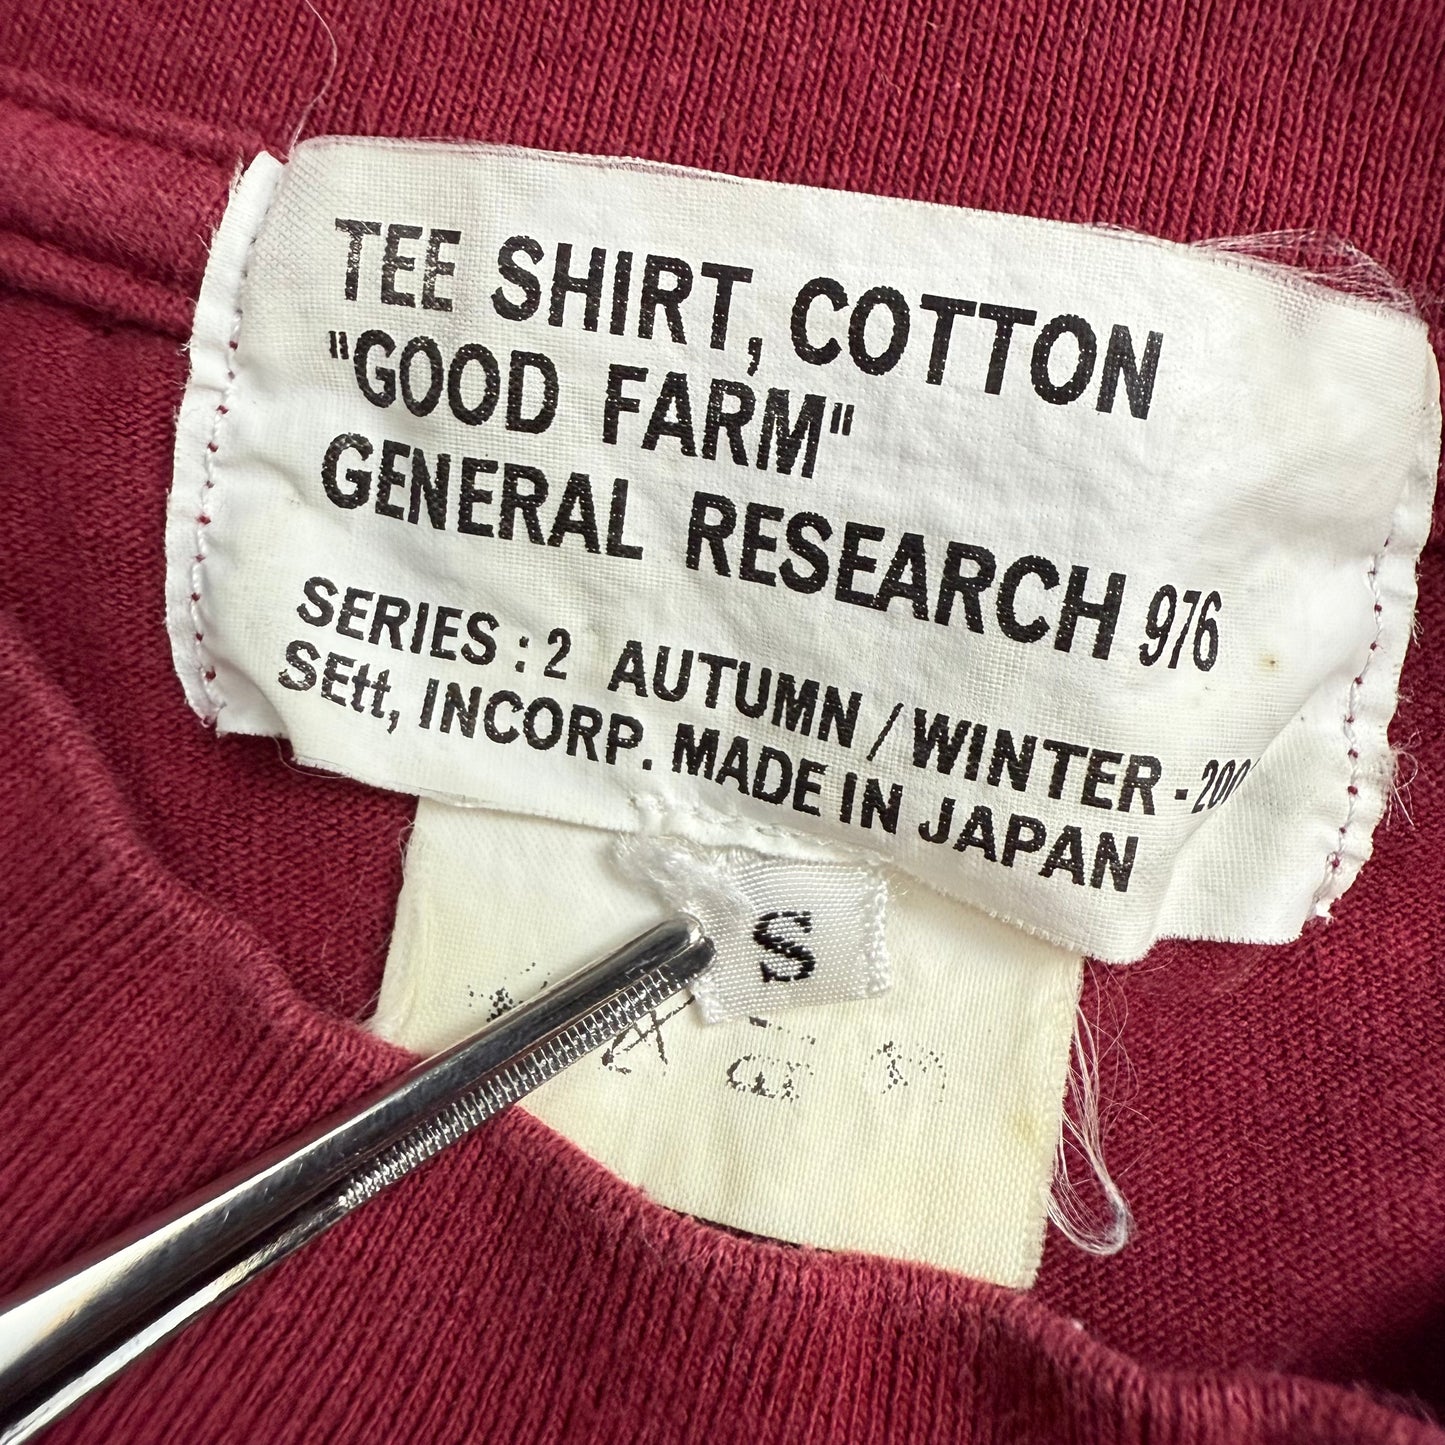 TEE SHIRT, COTTON
"GOOD FARM"
GENERAL RESEARCH 976
SERIES : 2 AUTUMN / WINTER -
SEtt, INCORP. MADE IN JAPAN
S